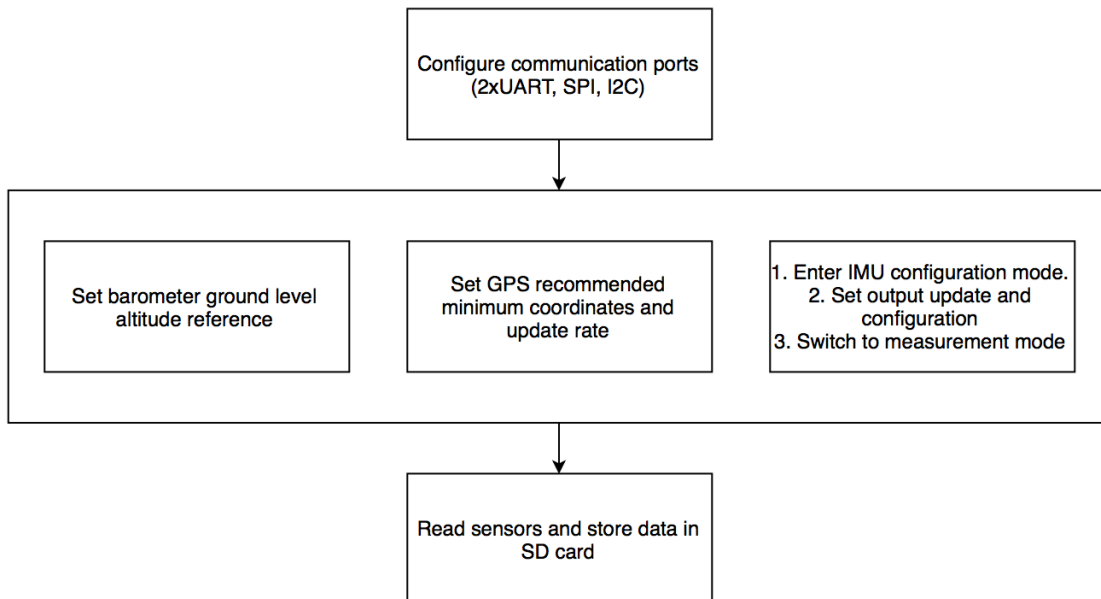 Configure communication ports
(2xUART, SPI, I2C)
Set barometer ground level
altitude reference
Set GPS recommended
minimum coordinates and
update rate
1. Enter IMU configuration mode.
2. Set output update and
configuration
3. Switch to measurement mode
Read sensors and store data in
SD card